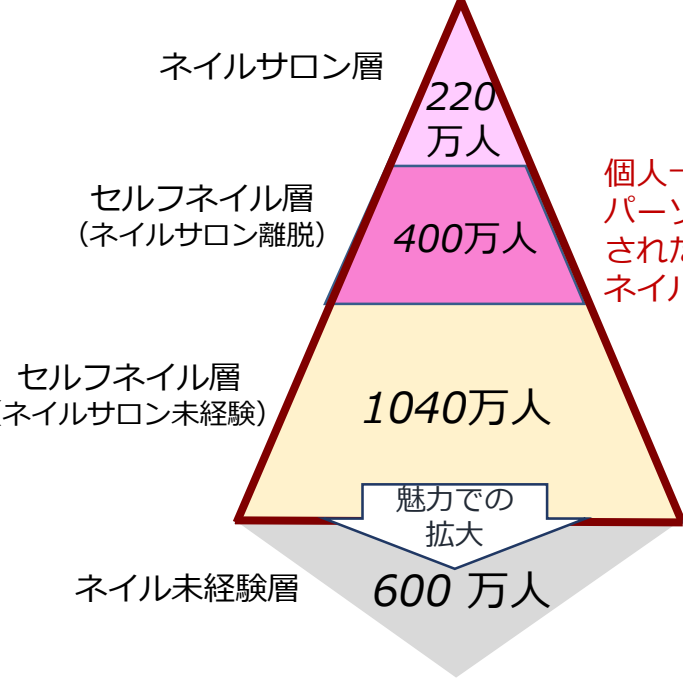 ネイルサロン層
220
万人
セルフネイル層
（ネイルサロン離脱）
400万人
個人
パーソ
された
ネイル
セルフネイル層
（ネイルサロン未経験）
1040万人
魅力での
拡大
ネイル未経験層
600 万人